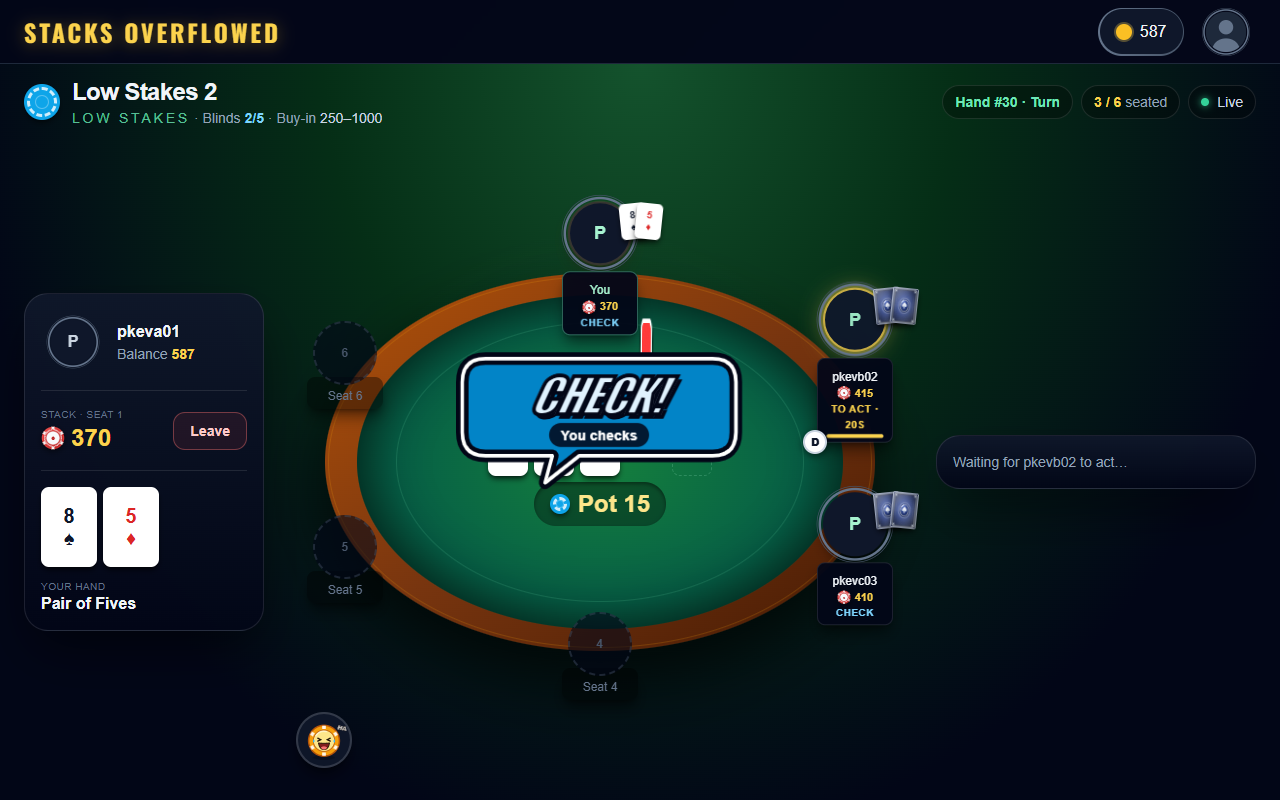 STACKS OVERFLOWED
587
Low Stakes 2
LOW STAKES · Blinds 2/5 · Buy-in 250–1000
Hand #30 · Turn
3 / 6 seated
Live
P
8
5
You
370
CHECK
P
pkevb02
415
TO ACT ·
20S
D
P
pkevc03
410
CHECK
6
Seat 6
5
Seat 5
4
Seat 4
CHECK!
You checks
Pot 15
P
pkeva01
Balance 587
STACK · SEAT 1
370
Leave
8
5
YOUR HAND
Pair of Fives
Waiting for pkevb02 to act…
HA